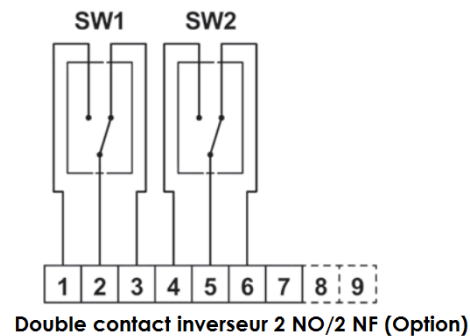 SW1 SW2
1 2 3 4 5 6 7 8 9
Double contact inverseur 2 NO/2 NF (Option)